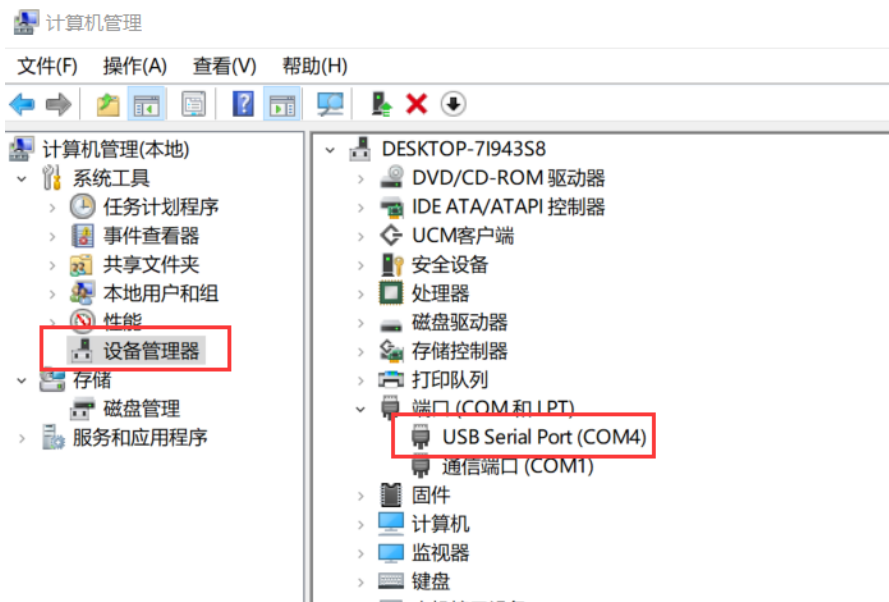 计算机管理
文件(F) 操作(A) 查看(V) 帮助(H)
计算机管理(本地)
系统工具
任务计划程序
事件查看器
共享文件夹
本地用户和组
性能
设备管理器
存储
磁盘管理
服务和应用程序
DESKTOP-7I943S8
DVD/CD-ROM 驱动器
IDE ATA/ATAPI 控制器
UCM客户端
安全设备
处理器
磁盘驱动器
存储控制器
打印队列
端口 (COM 和 LPT)
USB Serial Port (COM4)
通信端口 (COM1)
固件
计算机
监视器
键盘